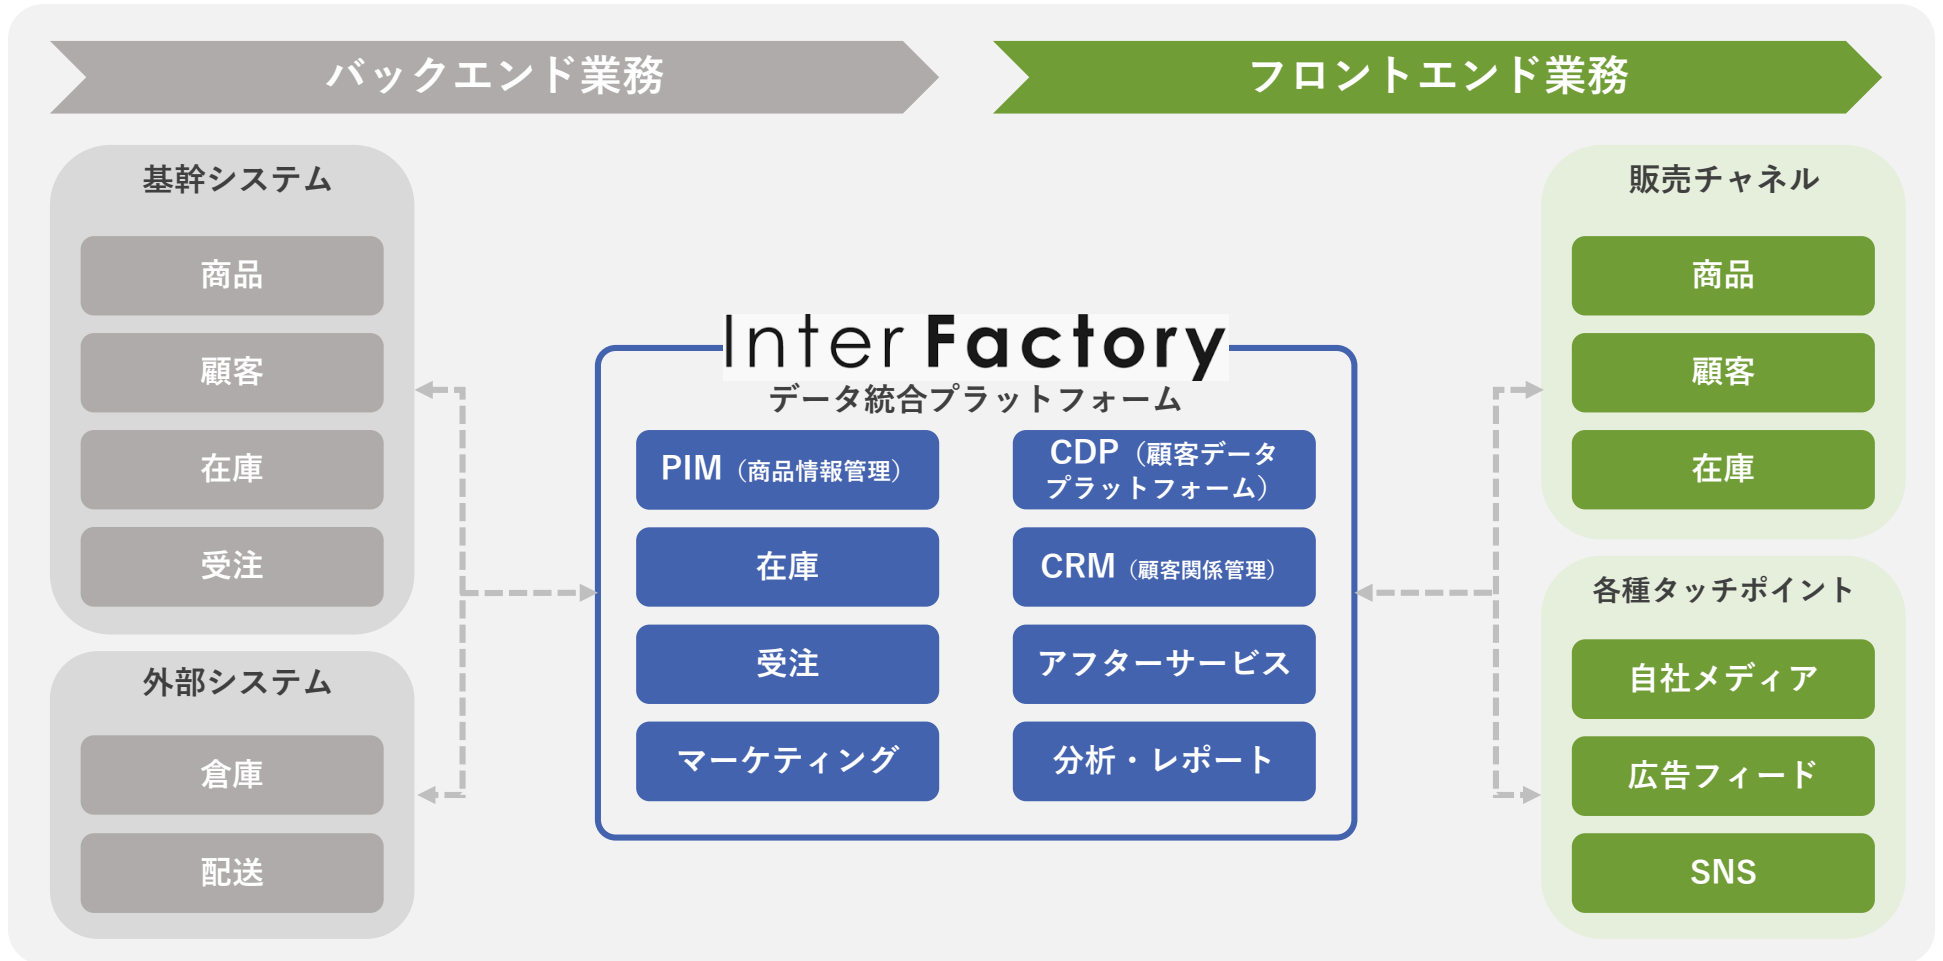 バックエンド業務
フロントエンド業務
基幹システム
商品
顧客
在庫
受注
外部システム
倉庫
配送
Inter Factory
データ統合プラットフォーム
PIM（商品情報管理）
CDP（顧客データ
プラットフォーム）
在庫
CRM（顧客関係管理）
受注
アフターサービス
マーケティング
分析・レポート
販売チャネル
商品
顧客
在庫
各種タッチポイント
自社メディア
広告フィード
SNS